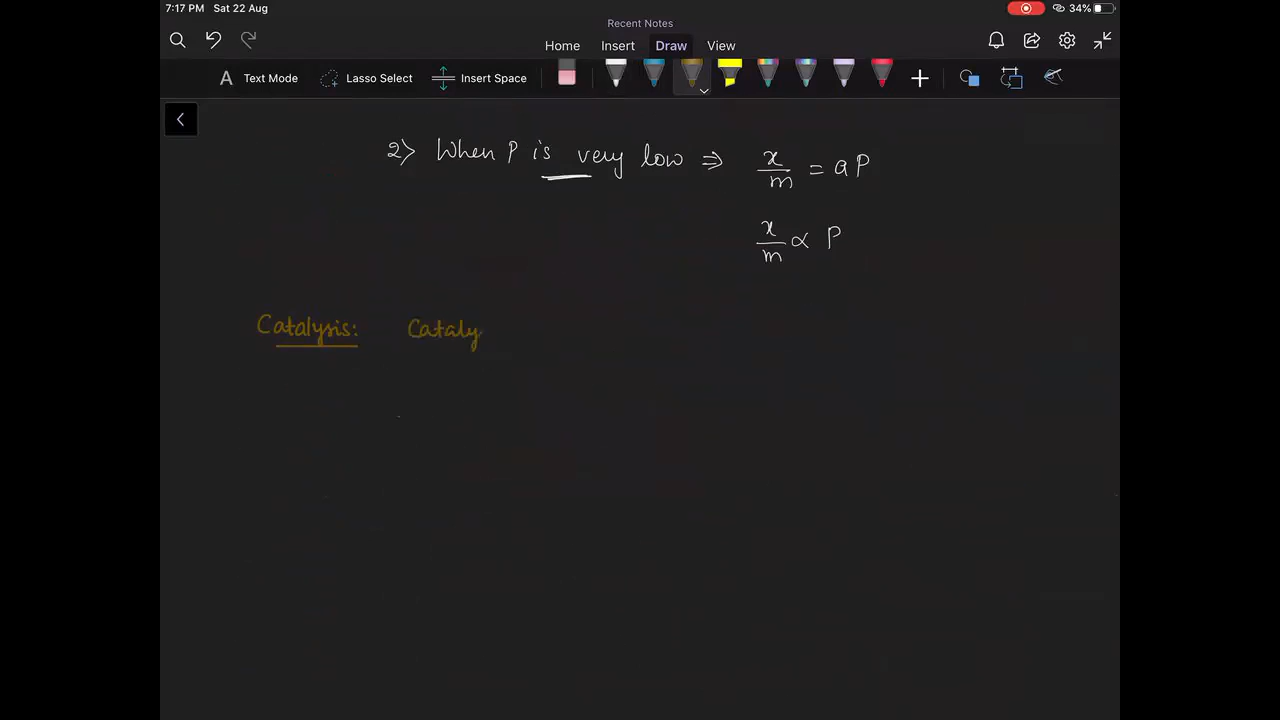 7:17 PM Sat 22 Aug 34%
Recent Notes
Home Insert Draw View
A Text Mode Lasso Select Insert Space
2) When P is very low ⇒ x/m = aP
x/m ∝ P
Catalysis: Cataly